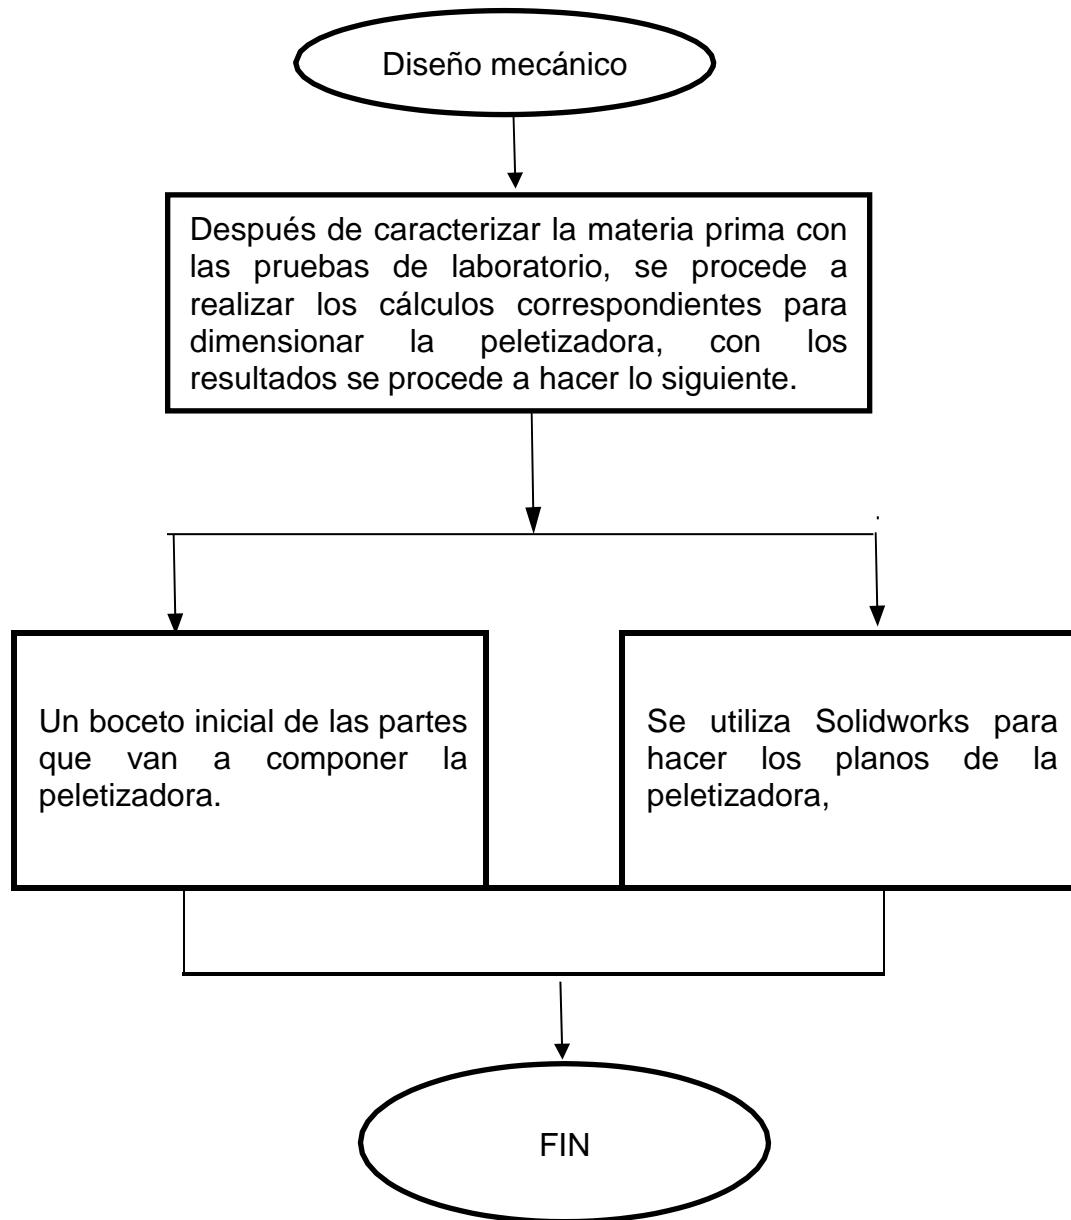 Diseño mecánico
Después de caracterizar la materia prima con
las pruebas de laboratorio, se procede a
realizar los cálculos correspondientes para
dimensionar la peletizadora, con los
resultados se procede a hacer lo siguiente.
Un boceto inicial de las partes
que van a componer la
peletizadora.
Se utiliza Solidworks para
hacer los planos de la
peletizadora,
FIN